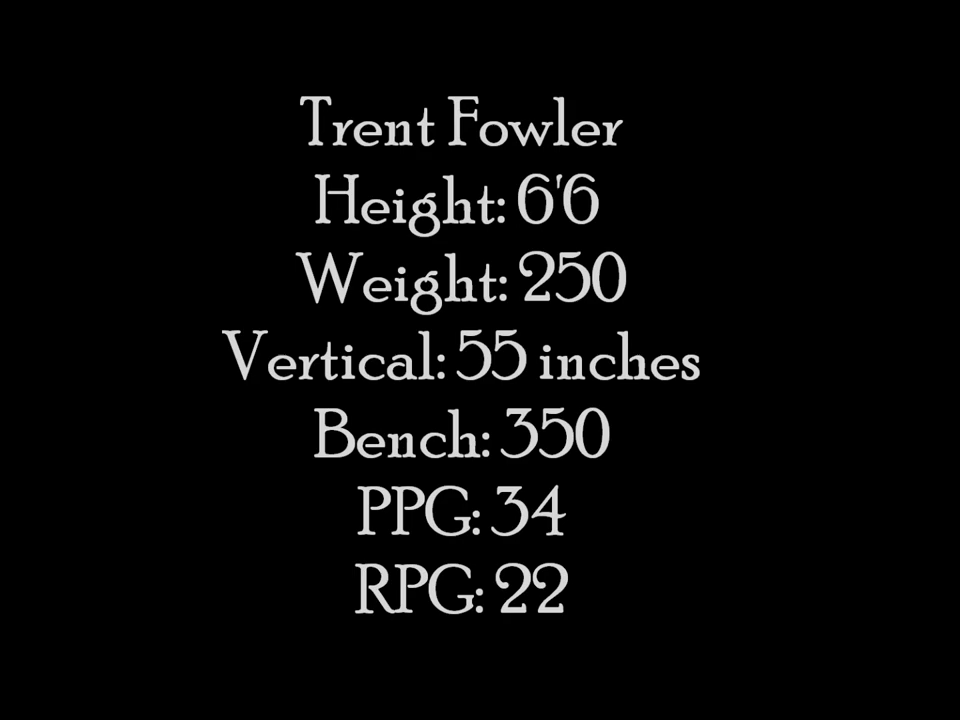 Trent Fowler
Height: 6'6
Weight: 250
Vertical: 55 inches
Bench: 350
PPG: 34
RPG: 22